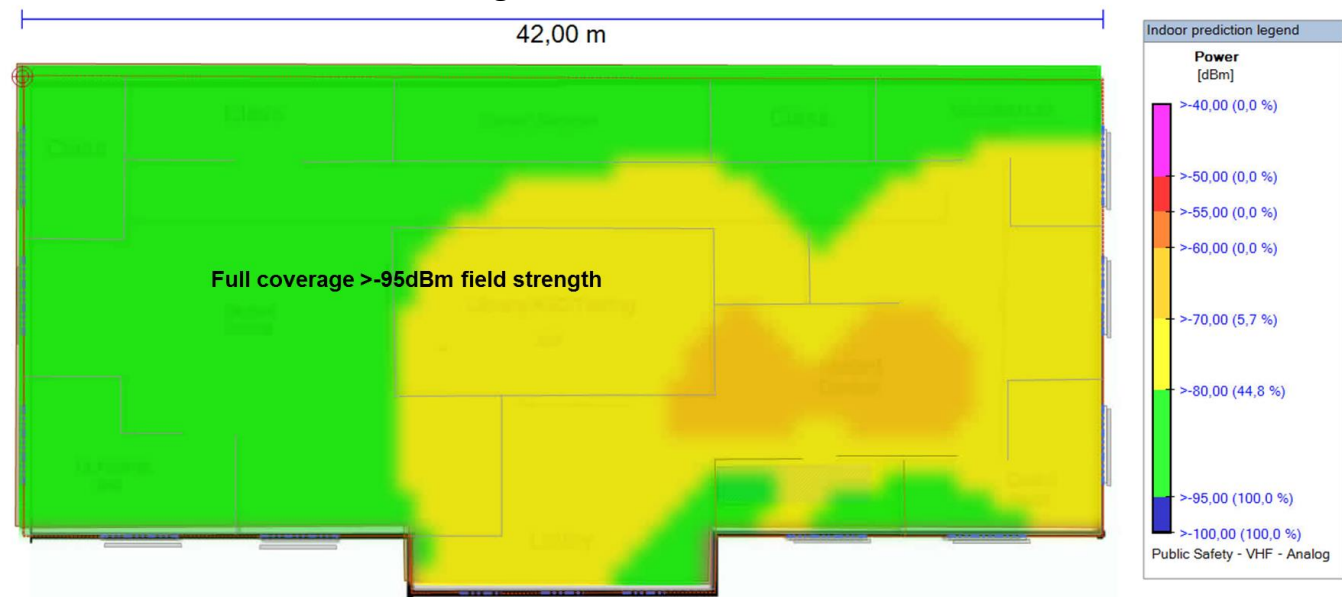 42,00 m
Class
Class
Class
Full coverage >-95dBm field strength
Lobby
Indoor prediction legend
Power
[dBm]
>-40,00 (0,0 %)
>-50,00 (0,0 %)
>-55,00 (0,0 %)
>-60,00 (0,0 %)
>-70,00 (5,7 %)
>-80,00 (44,8 %)
>-95,00 (100,0 %)
>-100,00 (100,0 %)
Public Safety - VHF - Analog